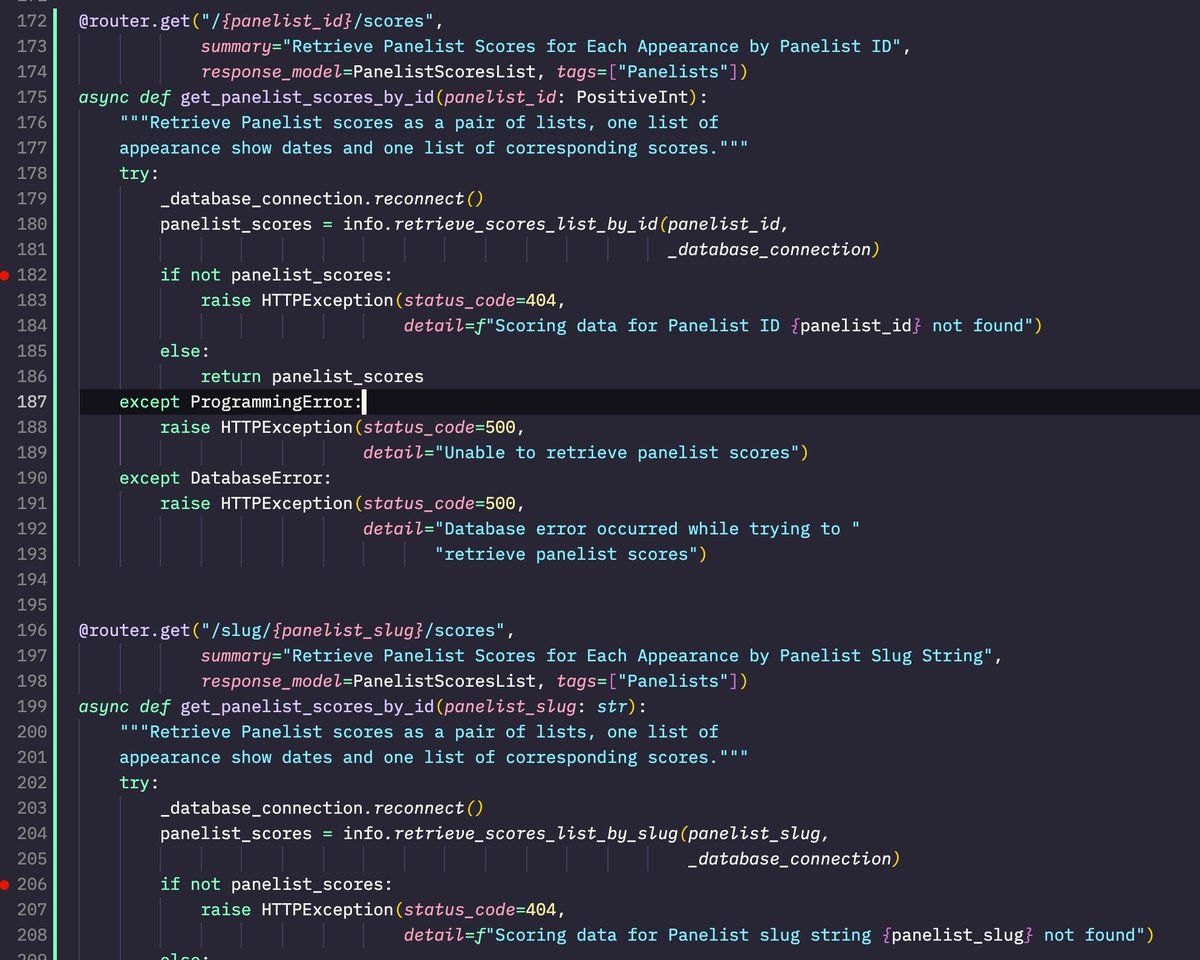 172 @router.get("/{panelist_id}/scores",
173 summary="Retrieve Panelist Scores for Each Appearance by Panelist ID",
174 response_model=PanelistScoresList, tags=["Panelists"])
175 async def get_panelist_scores_by_id(panelist_id: PositiveInt):
176 """Retrieve Panelist scores as a pair of lists, one list of
177 appearance show dates and one list of corresponding scores."""
178 try:
179 _database_connection.reconnect()
180 panelist_scores = info.retrieve_scores_list_by_id(panelist_id,
181 _database_connection)
182 if not panelist_scores:
183 raise HTTPException(status_code=404,
184 detail=f"Scoring data for Panelist ID {panelist_id} not found")
185 else:
186 return panelist_scores
187 except ProgrammingError:
188 raise HTTPException(status_code=500,
189 detail="Unable to retrieve panelist scores")
190 except DatabaseError:
191 raise HTTPException(status_code=500,
192 detail="Database error occurred while trying to "
193 "retrieve panelist scores")
194
195
196 @router.get("/slug/{panelist_slug}/scores",
197 summary="Retrieve Panelist Scores for Each Appearance by Panelist Slug String",
198 response_model=PanelistScoresList, tags=["Panelists"])
199 async def get_panelist_scores_by_id(panelist_slug: str):
200 """Retrieve Panelist scores as a pair of lists, one list of
201 appearance show dates and one list of corresponding scores."""
202 try:
203 _database_connection.reconnect()
204 panelist_scores = info.retrieve_scores_list_by_slug(panelist_slug,
205 _database_connection)
206 if not panelist_scores:
207 raise HTTPException(status_code=404,
208 detail=f"Scoring data for Panelist slug string {panelist_slug} not found")
209 else: